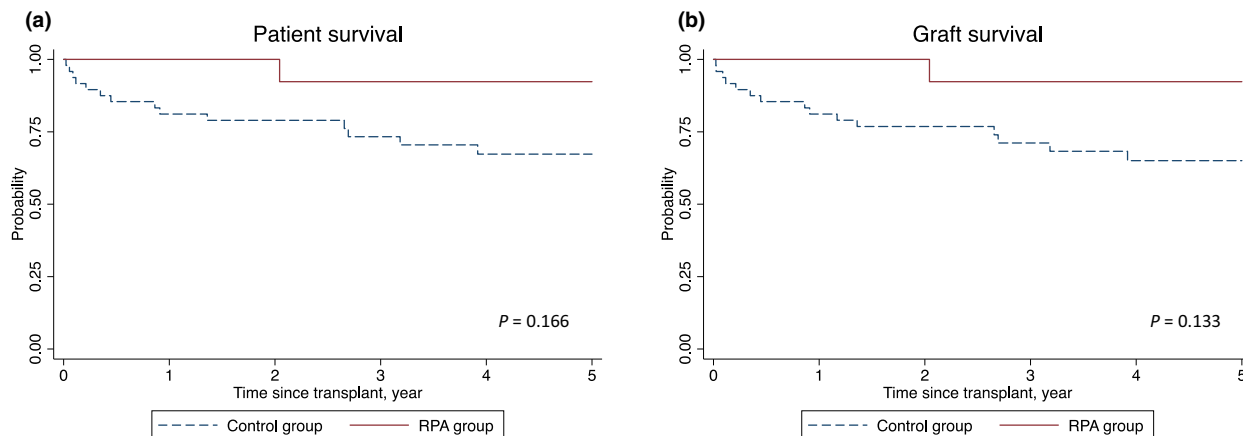 (a)
Patient survival
Probability
1.00
0.75
0.50
0.25
0.00
P = 0.166
0 1 2 3 4 5
Time since transplant, year
Control group RPA group
(b)
Graft survival
Probability
1.00
0.75
0.50
0.25
0.00
P = 0.133
0 1 2 3 4 5
Time since transplant, year
Control group RPA group